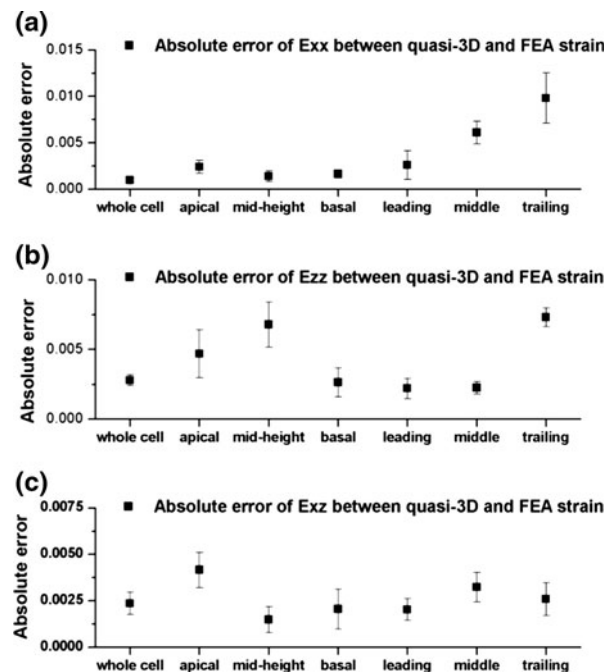 (a)
Absolute error of Exx between quasi-3D and FEA strain
0.015
0.010
0.005
0.000
Absolute error
whole cell apical mid-height basal leading middle trailing
(b)
Absolute error of Ezz between quasi-3D and FEA strain
0.010
0.005
0.000
Absolute error
whole cell apical mid-height basal leading middle trailing
(c)
Absolute error of Exz between quasi-3D and FEA strain
0.0075
0.0050
0.0025
0.0000
Absolute error
whole cell apical mid-height basal leading middle trailing